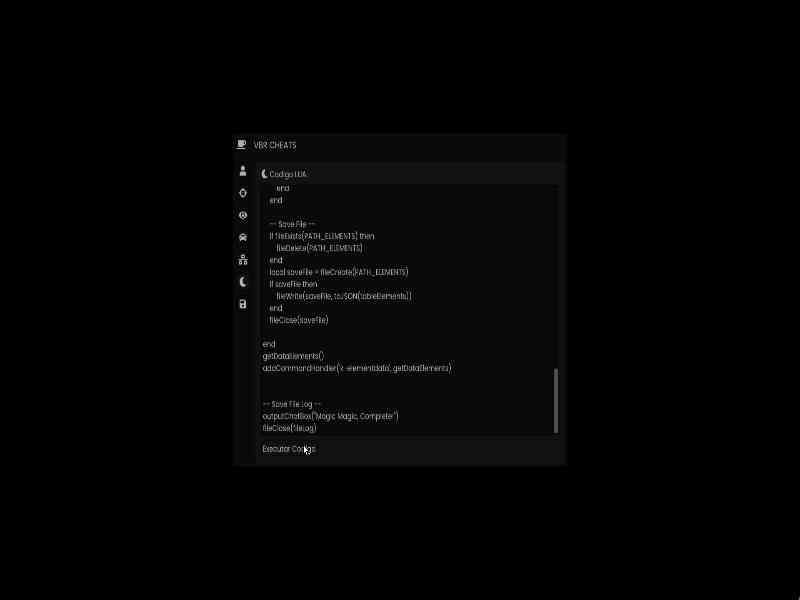 VBR CHEATS
Codigo LUA
end
end
-- Save File --
if fileExists(PATH_ELEMENTS) then
fileDelete(PATH_ELEMENTS)
end
local saveFile = fileCreate(PATH_ELEMENTS)
if saveFile then
fileWrite(saveFile, toJSON(tableElements))
end
fileClose(saveFile)
end
getDataElements()
addCommandHandler('x-elementdata', getDataElements)
-- Save File Log --
outputChatBox("Magic Magic, Completer")
fileClose(fileLog)
Executar Codigo